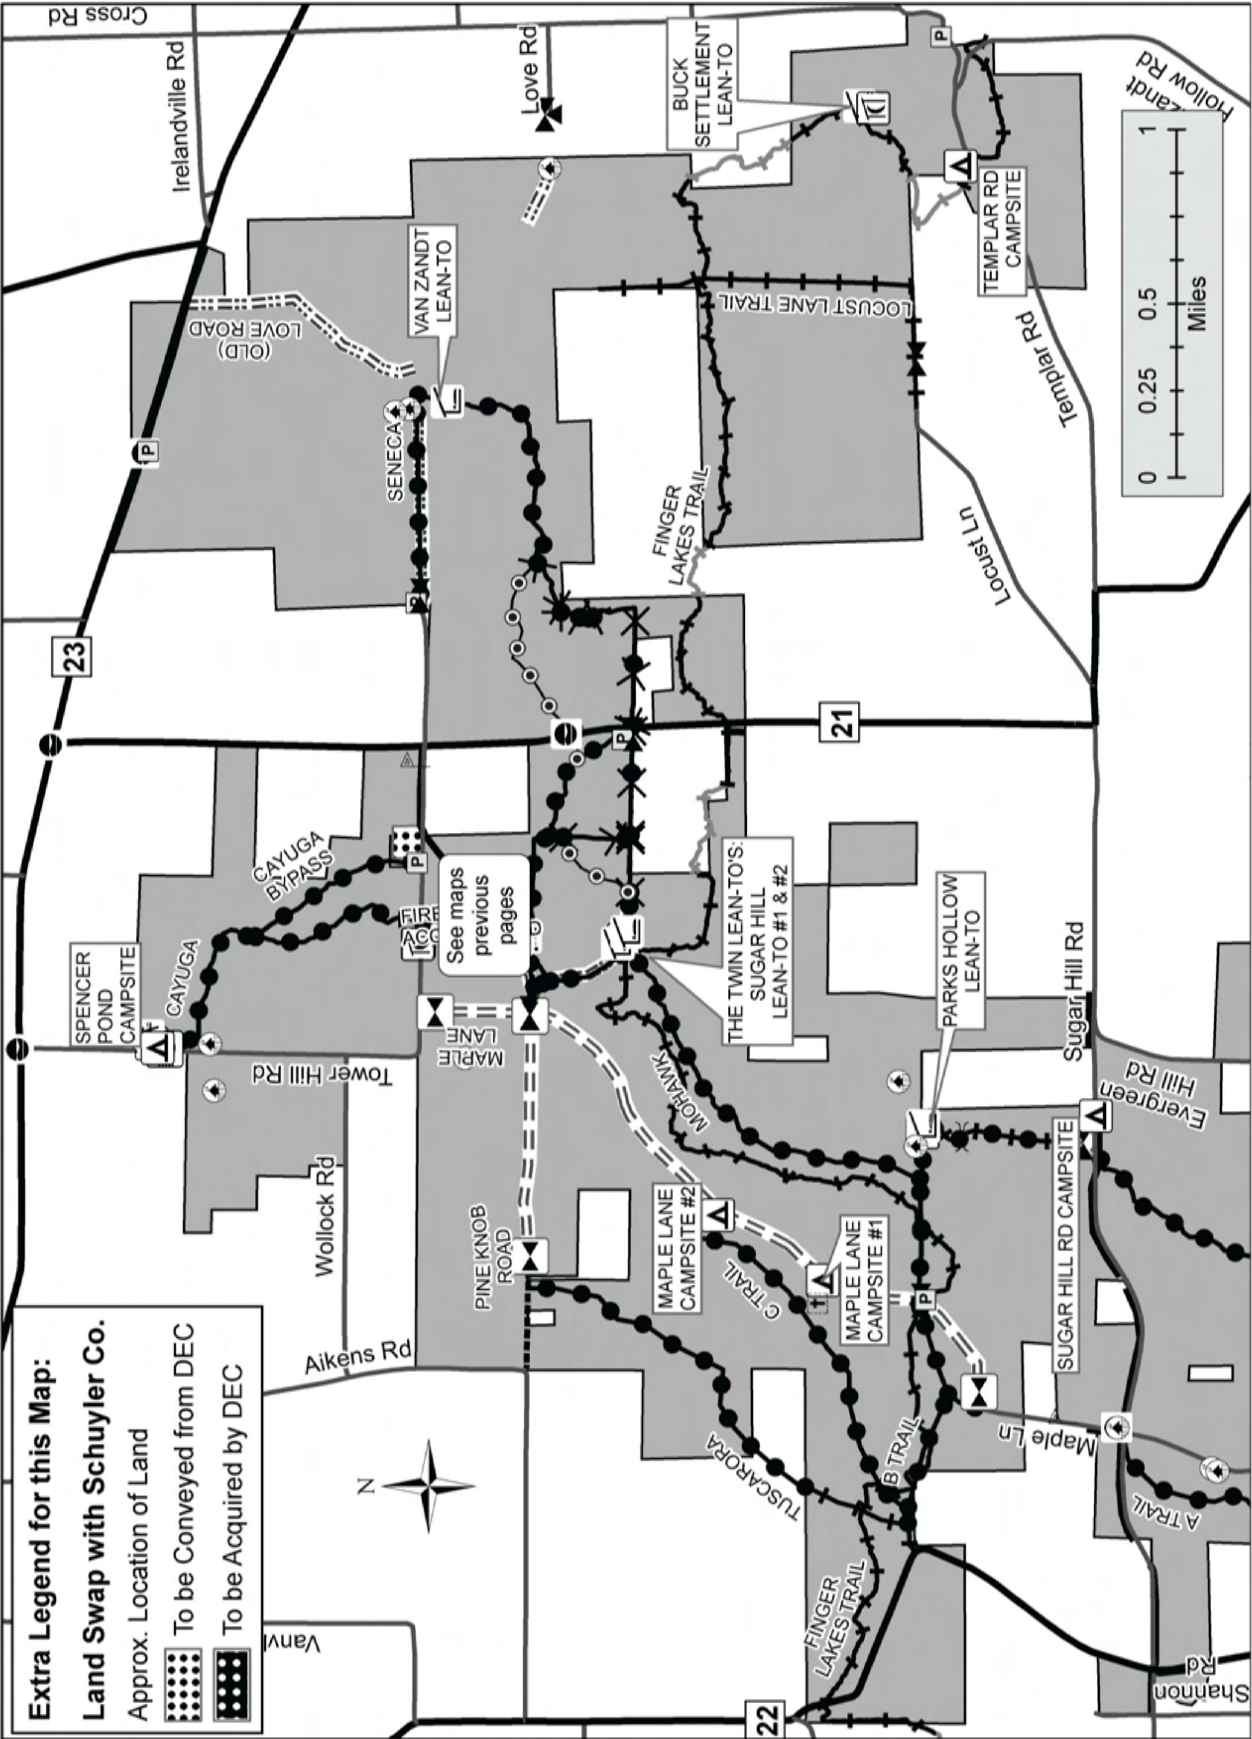 Extra Legend for this Map:
Land Swap with Schuyler Co.
Approx. Location of Land
To be Conveyed from DEC
To be Acquired by DEC
N
Cross Rd
Irelandville Rd
Love Rd
BUCK
SETTLEMENT
LEAN-TO
Hollow Rd
P
TEMPLAR RD
CAMPSITE
VAN ZANDT
LEAN-TO
(OLD)
LOVE ROAD
P
SENECA
P
23
LOCUST LANE TRAIL
Templar Rd
0
0.25
0.5
1
Miles
FINGER
LAKES TRAIL
Locust Ln
21
P
CAYUGA
BYPASS
P
FIRE
See maps
previous
pages
SPENCER
POND
CAMPSITE
CAYUGA
Tower Hill Rd
MAPLE
LANE
THE TWIN LEAN-TO'S:
SUGAR HILL
LEAN-TO #1 & #2
PARKS HOLLOW
LEAN-TO
Sugar Hill Rd
Evergreen
Hill Rd
MOHAWK
Wollock Rd
PINE KNOB
ROAD
MAPLE LANE
CAMPSITE #2
C TRAIL
MAPLE LANE
CAMPSITE #1
P
SUGAR HILL RD CAMPSITE
Aikens Rd
Maple Ln
B TRAIL
TUSCARORA
A TRAIL
FINGER
LAKES TRAIL
22
Shannon
Rd